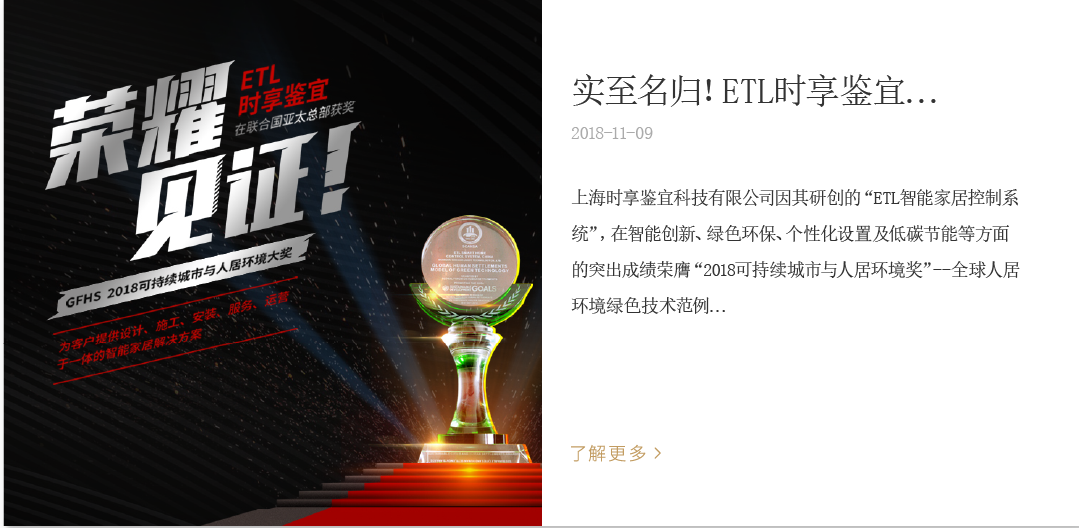 荣耀
ETL
时享鉴宜
在联合国亚太总部获奖
见证!
GFHS 2018可持续城市与人居环境大奖
为客户提供设计、施工、安装、服务、运营
于一体的智能家居解决方案
GLOBAL HUMAN SETTLEMENTS
MODEL OF GREEN TECHNOLOGY
GOALS
实至名归! ETL时享鉴宜...
2018-11-09
上海时享鉴宜科技有限公司因其研创的“ETL智能家居控制系
统”, 在智能创新、绿色环保、个性化设置及低碳节能等方面
的突出成绩荣膺“2018可持续城市与人居环境奖”--全球人居
环境绿色技术范例...
了解更多 >